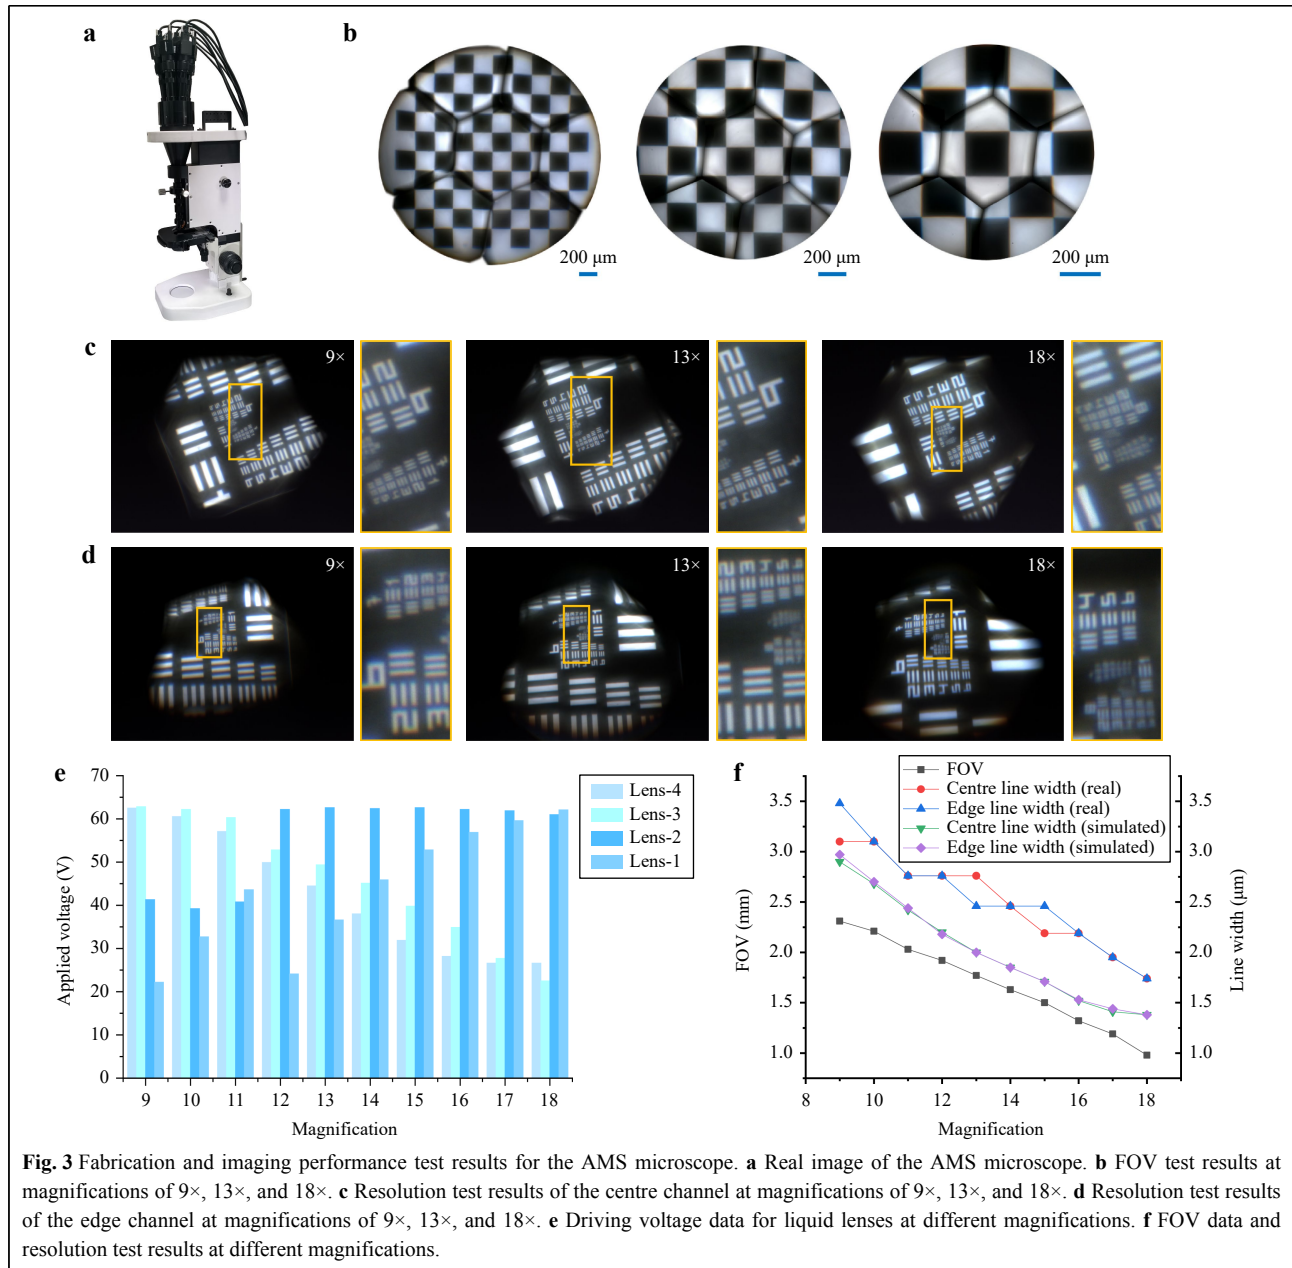 a
b
200 μm
200 μm
200 μm
c
9×
13×
18×
d
9×
13×
18×
e
70
60
50
40
30
20
10
0
Applied voltage (V)
9 10 11 12 13 14 15 16 17 18
Magnification
Lens-4
Lens-3
Lens-2
Lens-1
f
FOV
Centre line width (real)
Edge line width (real)
Centre line width (simulated)
Edge line width (simulated)
3.5
3.0
2.5
2.0
1.5
1.0
FOV (mm)
3.5
3.0
2.5
2.0
1.5
1.0
Line width (μm)
8 10 12 14 16 18
Magnification
Fig. 3 Fabrication and imaging performance test results for the AMS microscope. a Real image of the AMS microscope. b FOV test results at
magnifications of 9×, 13×, and 18×. c Resolution test results of the centre channel at magnifications of 9×, 13×, and 18×. d Resolution test results
of the edge channel at magnifications of 9×, 13×, and 18×. e Driving voltage data for liquid lenses at different magnifications. f FOV data and
resolution test results at different magnifications.